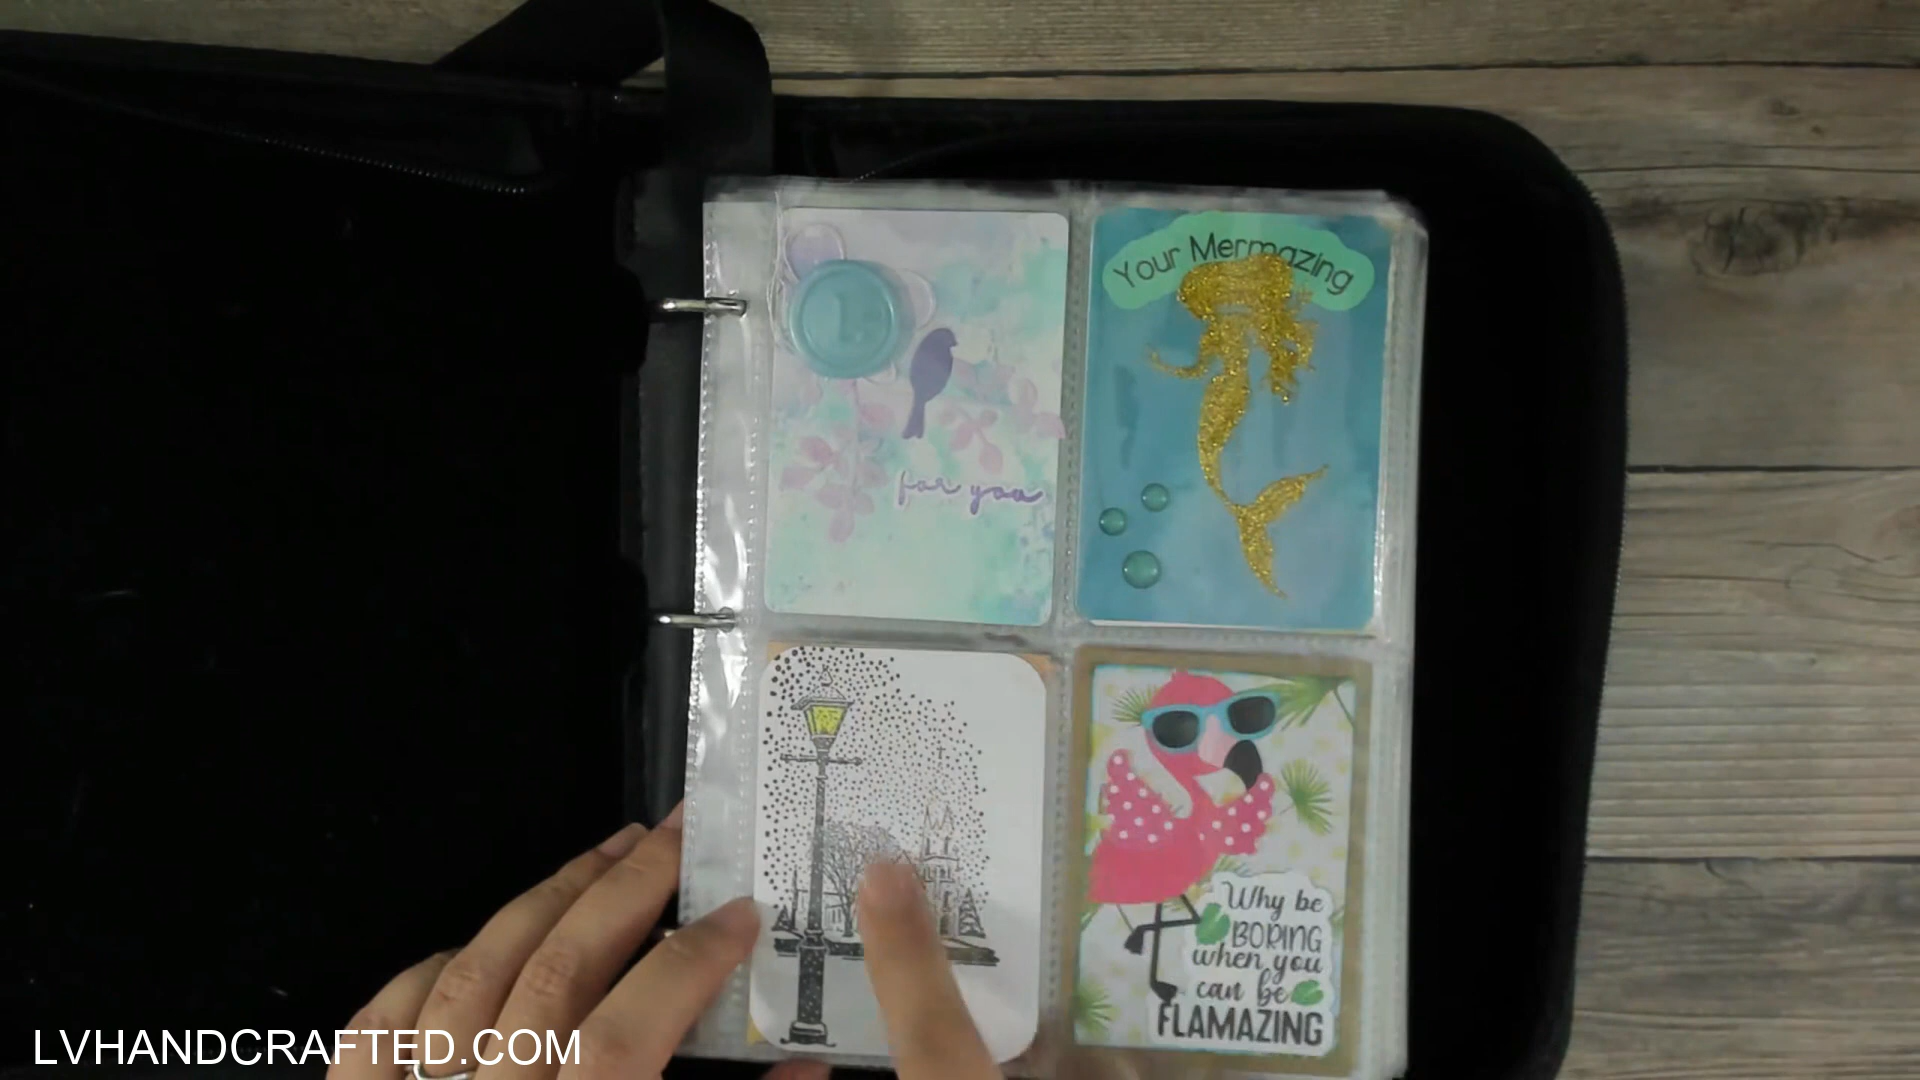 for you
Your Mermazing
Why be
BORING
when you
can be
FLAMAZING
LVHANDCRAFTED.COM